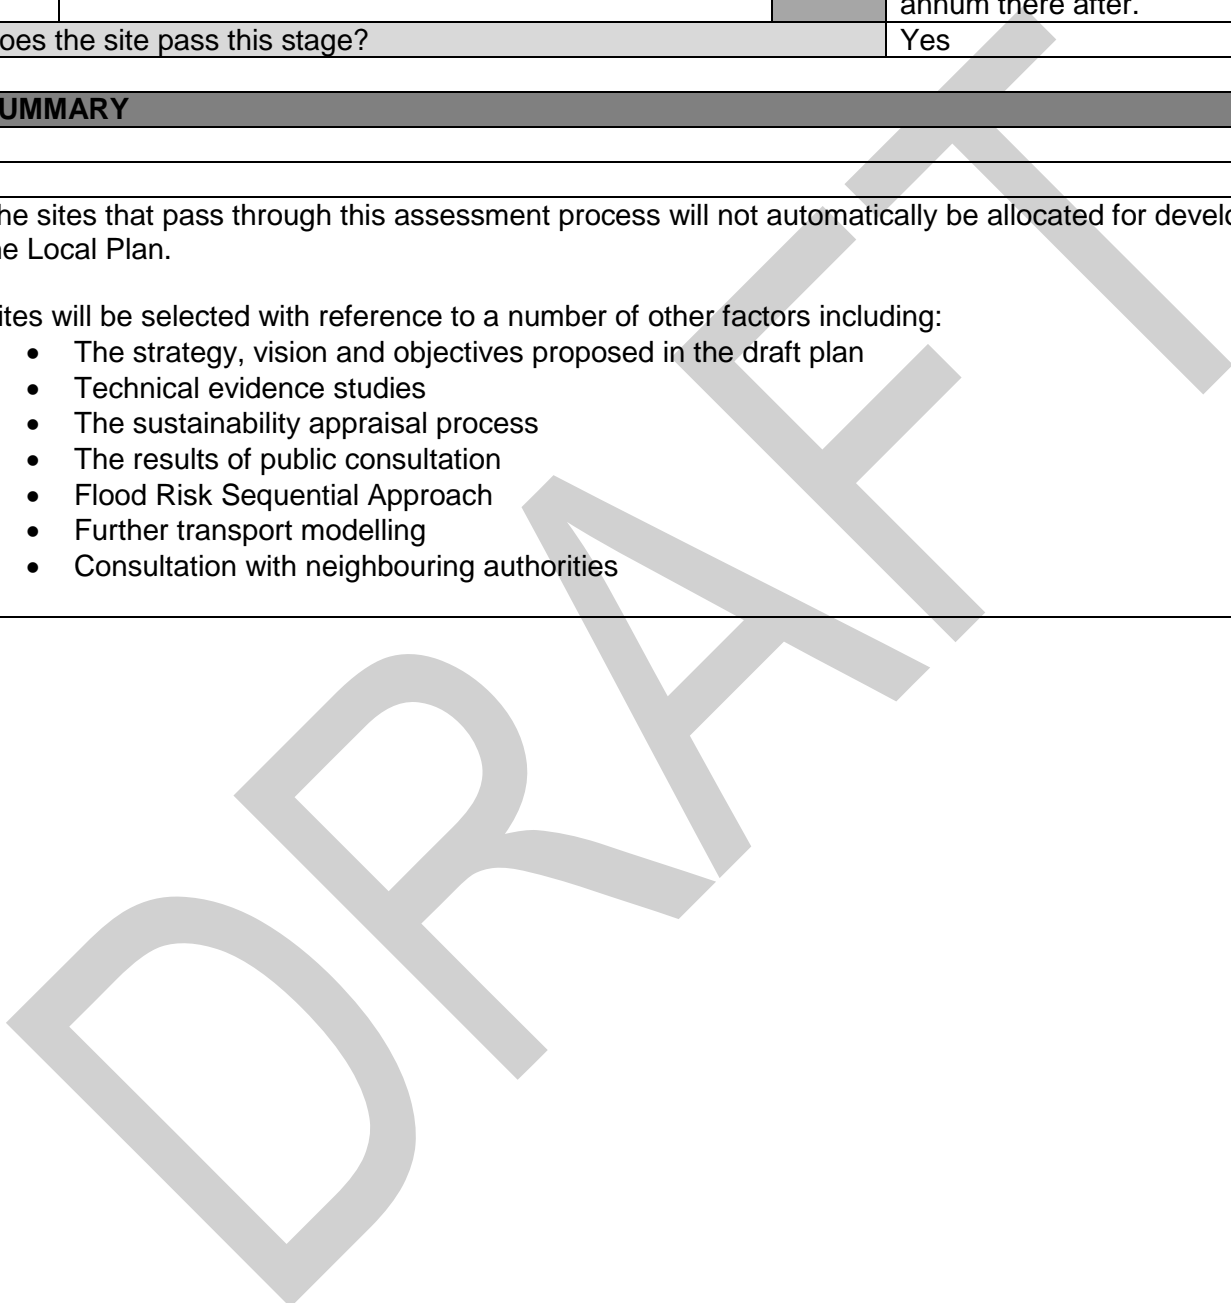 annum there after.
oes the site pass this stage? Yes
UMMARY
he sites that pass through this assessment process will not automatically be allocated for develo
ne Local Plan.
ites will be selected with reference to a number of other factors including:
• The strategy, vision and objectives proposed in the draft plan
• Technical evidence studies
• The sustainability appraisal process
• The results of public consultation
• Flood Risk Sequential Approach
• Further transport modelling
• Consultation with neighbouring authorities
DRAFT